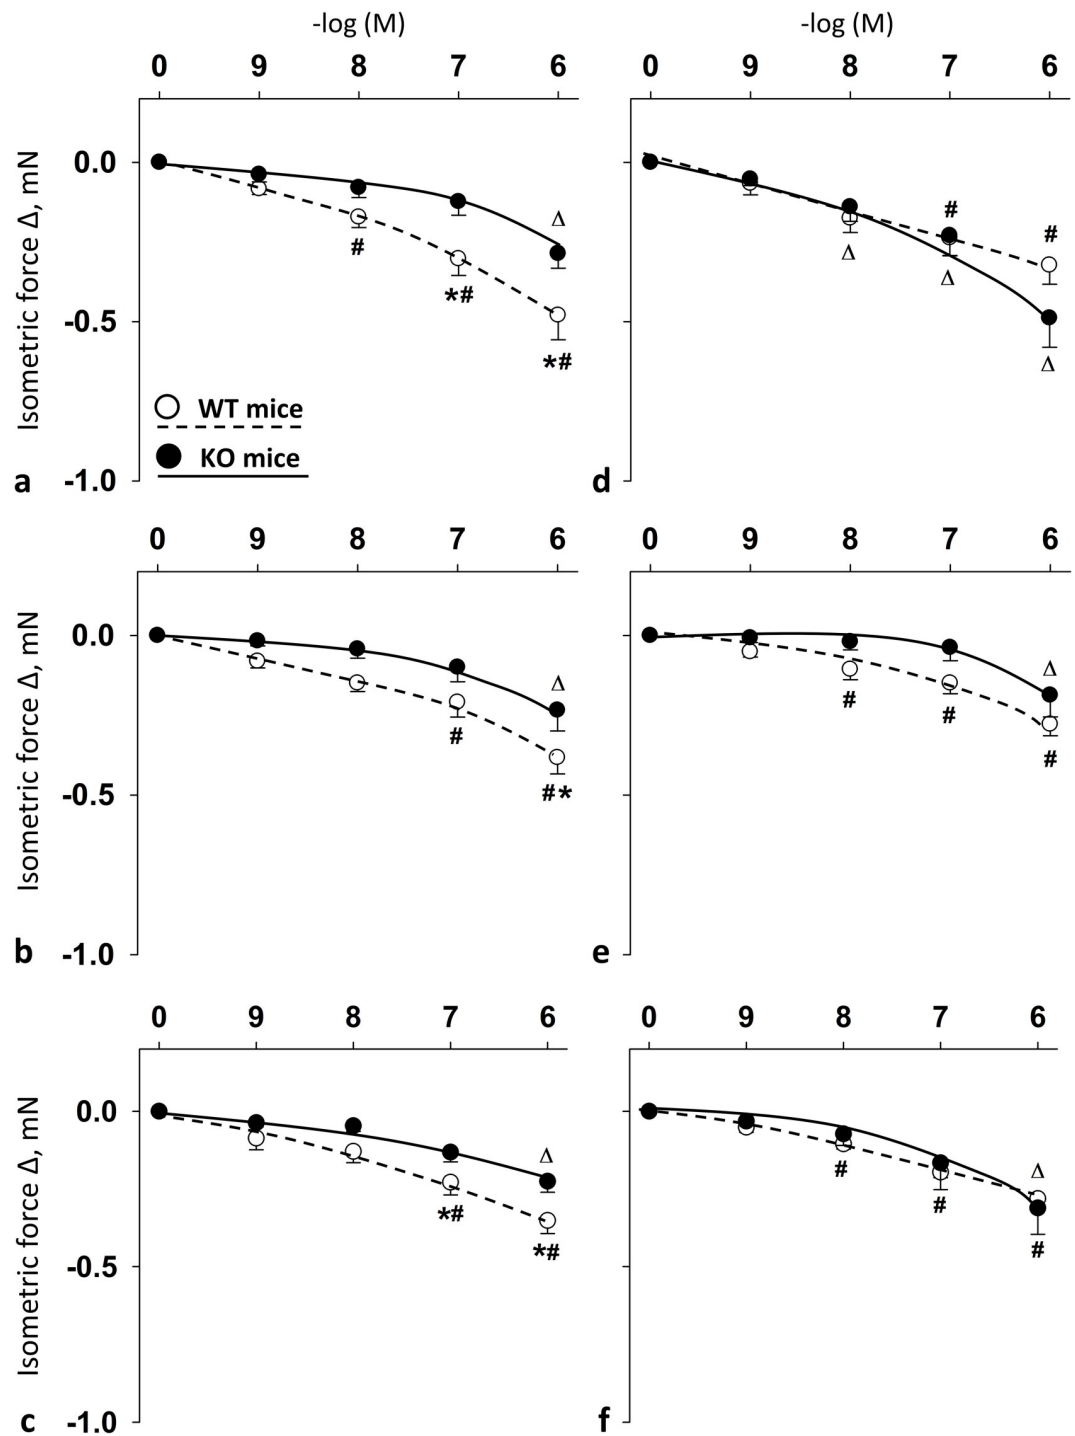 -log (M)
-log (M)
0 9 8 7 6
0 9 8 7 6
Isometric force Δ, mN
0.0
-0.5
-1.0
Δ
#
*#
*#
WT mice
KO mice
a
#
#
Δ
Δ
Δ
d
0 9 8 7 6
0 9 8 7 6
Isometric force Δ, mN
0.0
-0.5
-1.0
Δ
#
#*
b
Δ
#
#
#
e
0 9 8 7 6
0 9 8 7 6
Isometric force Δ, mN
0.0
-0.5
-1.0
Δ
*#
*#
c
Δ
#
#
#
f